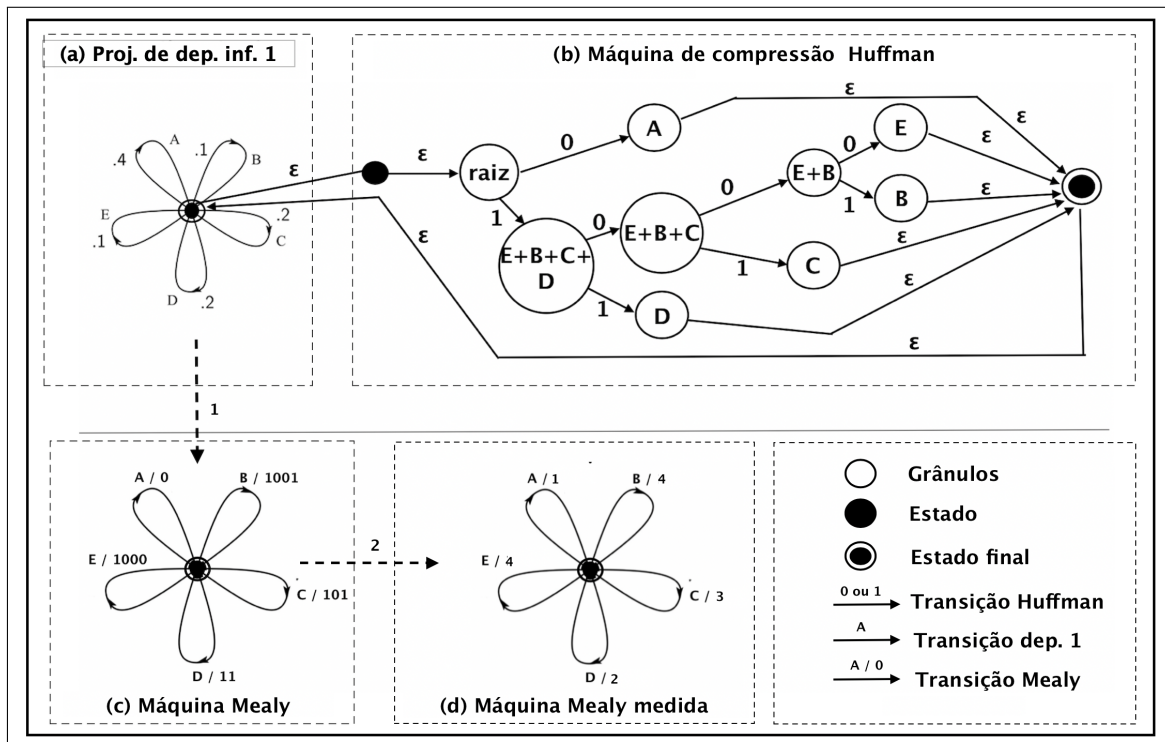 (a) Proj. de dep. inf. 1
A
.4
.1
B
E
.1
.2
C
D
.2
ε
(b) Máquina de compressão Huffman
ε
raiz
0
A
ε
ε
1
E+B+C+
D
0
E+B+C
0
E+B
0
E
ε
1
B
ε
1
C
ε
1
D
ε
ε
ε
1
A / 0
B / 1001
E / 1000
C / 101
D / 11
(c) Máquina Mealy
2
A / 1
B / 4
E / 4
C / 3
D / 2
(d) Máquina Mealy medida
Grânulos
Estado
Estado final
0 ou 1
Transição Huffman
A
Transição dep. 1
A / 0
Transição Mealy